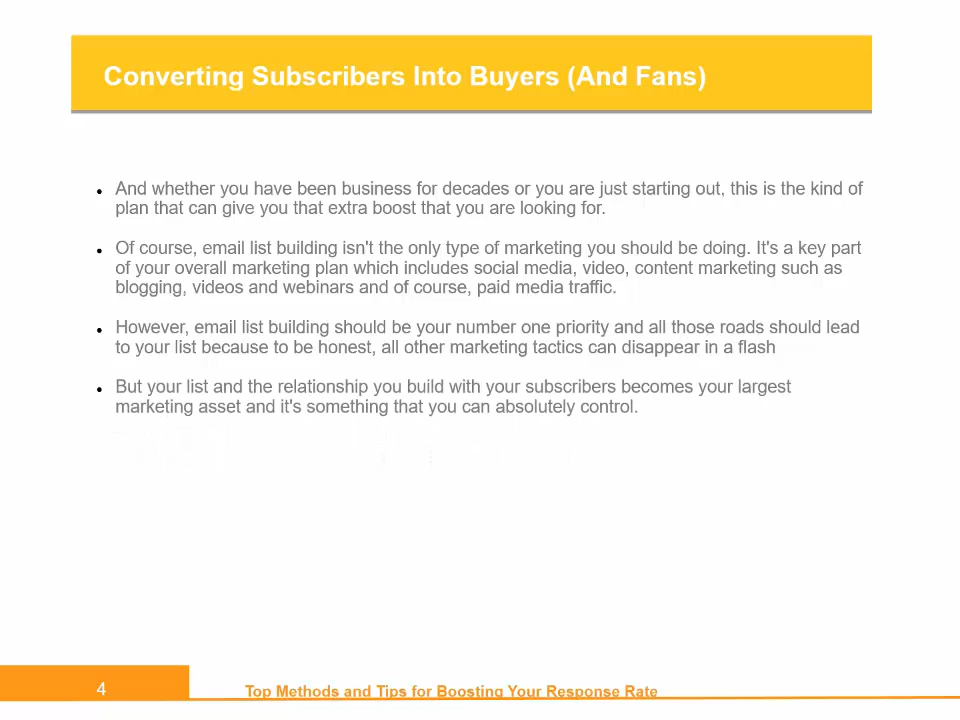 Converting Subscribers Into Buyers (And Fans)
• And whether you have been business for decades or you are just starting out, this is the kind of
plan that can give you that extra boost that you are looking for.
• Of course, email list building isn't the only type of marketing you should be doing. It's a key part
of your overall marketing plan which includes social media, video, content marketing such as
blogging, videos and webinars and of course, paid media traffic.
• However, email list building should be your number one priority and all those roads should lead
to your list because to be honest, all other marketing tactics can disappear in a flash
• But your list and the relationship you build with your subscribers becomes your largest
marketing asset and it's something that you can absolutely control.
4
Top Methods and Tips for Boosting Your Response Rate